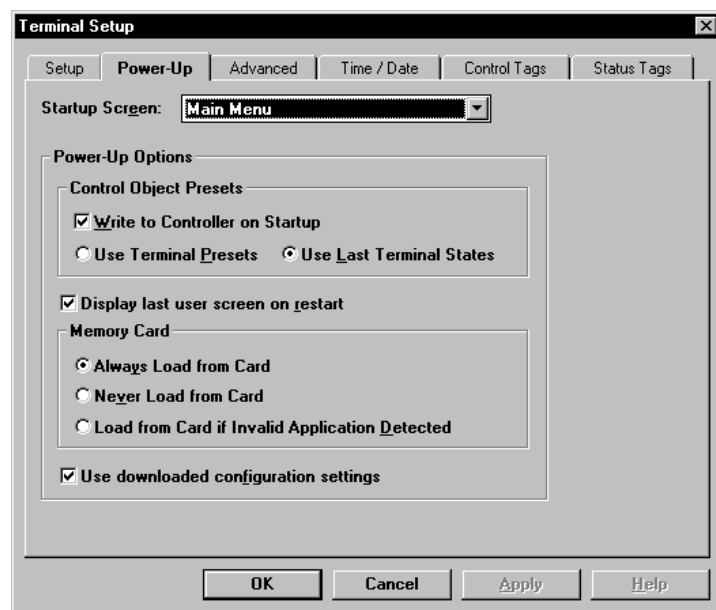 Terminal Setup
Setup Power-Up Advanced Time / Date Control Tags Status Tags
Startup Screen: Main Menu
Power-Up Options
Control Object Presets
Write to Controller on Startup
Use Terminal Presets Use Last Terminal States
Display last user screen on restart
Memory Card
Always Load from Card
Never Load from Card
Load from Card if Invalid Application Detected
Use downloaded configuration settings
OK Cancel Apply Help